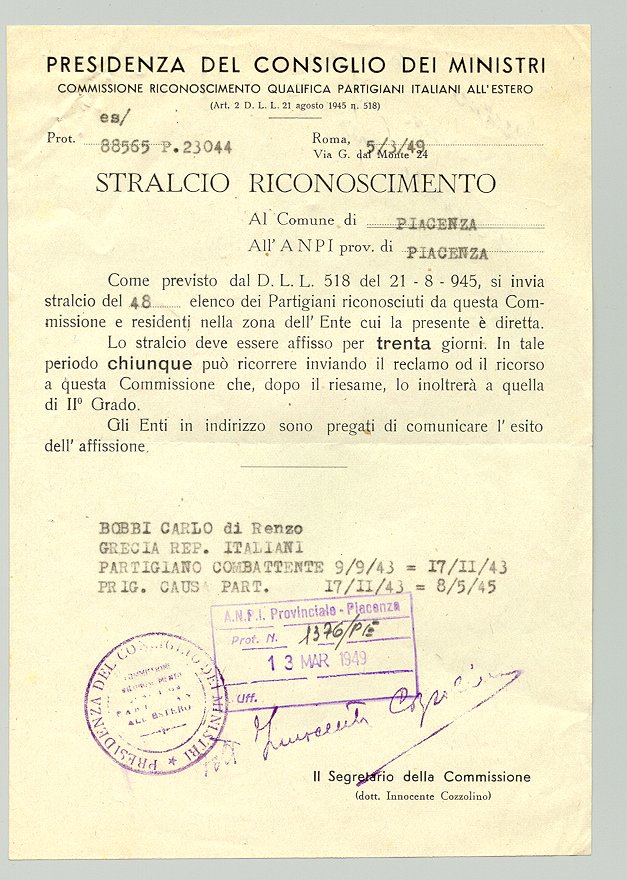 PRESIDENZA DEL CONSIGLIO DEI MINISTRI
COMMISSIONE RICONOSCIMENTO QUALIFICA PARTIGIANI ITALIANI ALL'ESTERO
(Art. 2 D. L. L. 21 agosto 1945 n. 518)
es/
Prot. 88565 P.23044
Roma, 5/3/49
Via G. dal Monte 24
STRALCIO RICONOSCIMENTO
Al Comune di PIACENZA
All' ANPI prov. di PIACENZA
Come previsto dal D. L. L. 518 del 21 - 8 - 945, si invia
stralcio del 48 elenco dei Partigiani riconosciuti da questa Com-
missione e residenti nella zona dell' Ente cui la presente è diretta.
Lo stralcio deve essere affisso per trenta giorni. In tale
periodo chiunque può ricorrere inviando il reclamo od il ricorso
a questa Commissione che, dopo il riesame, lo inoltrerà a quella
di IIº Grado.
Gli Enti in indirizzo sono pregati di comunicare l' esito
dell' affissione.
BOBBI CARLO di Renzo
GRECIA REP. ITALIANI
PARTIGIANO COMBATTENTE 9/9/43 = 17/II/43
PRIG. CAUSA PART. 17/II/43 = 8/5/45
A.N.P.I. Provinciale - Piacenza
Prot. N. 1376/PE
13 MAR 1949
Uff.
PRESIDENZA DEL CONSIGLIO DEI MINISTRI
COMMISSIONE
ALL'ESTERO
Innocente Cozzolino
Il Segretario della Commissione
(dott. Innocente Cozzolino)